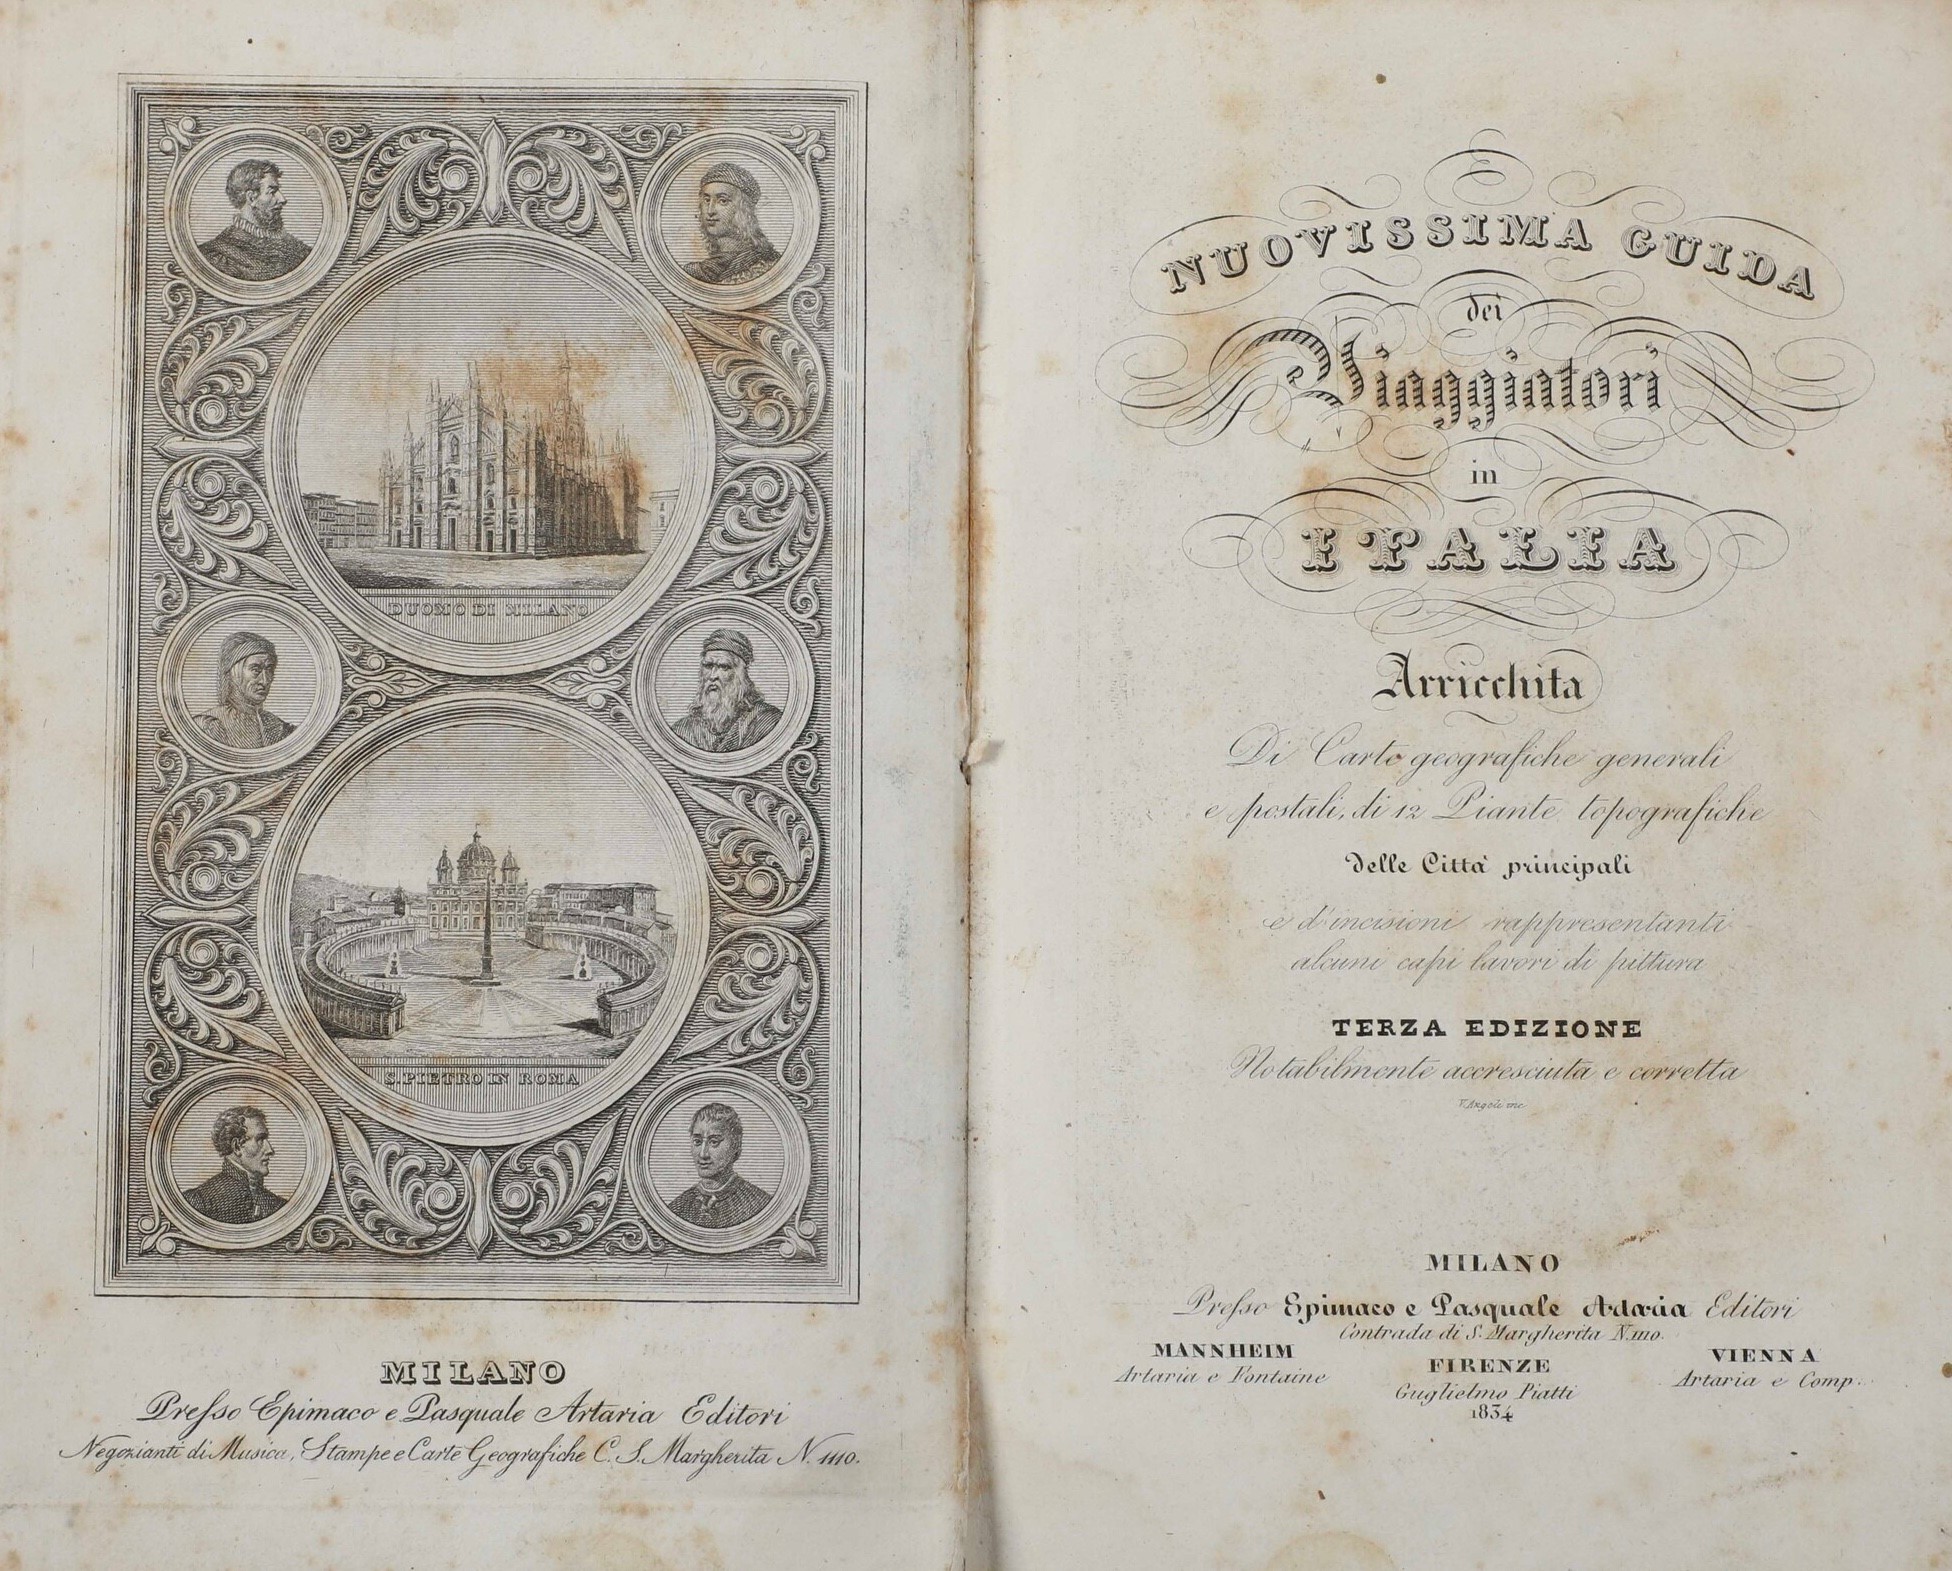 DUOMO DI MILANO
S. PIETRO IN ROMA
MILANO
Presso Epimaco e Pasquale Artaria Editori
Negozianti di Musica, Stampe e Carte Geografiche C. S. Margherita N. 1110.
NUOVISSIMA GUIDA
dei
Viaggiatori
in
ITALIA
Arricchita
Di Carte geografiche generali
e postali, di 12 Piante topografiche
delle Città principali
e d'incisioni rappresentanti
alcuni capi lavori di pittura
TERZA EDIZIONE
Notabilmente accresciuta e corretta
MILANO
Presso Epimaco e Pasquale Artaria Editori
Contrada di S. Margherita N. 1110.
MANNHEIM
Artaria e Fontaine
FIRENZE
Guglielmo Piatti
1834
VIENNA
Artaria e Comp.